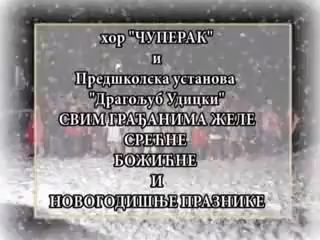 хор "ЧУПЕРАК"
и
Предшколска установа
"Драгољуб Удицки"
СВИМ ГРАЂАНИМА ЖЕЛЕ
СРЕЋНЕ
БОЖИЋНЕ
И
НОВОГОДИШЊЕ ПРАЗНИКЕ